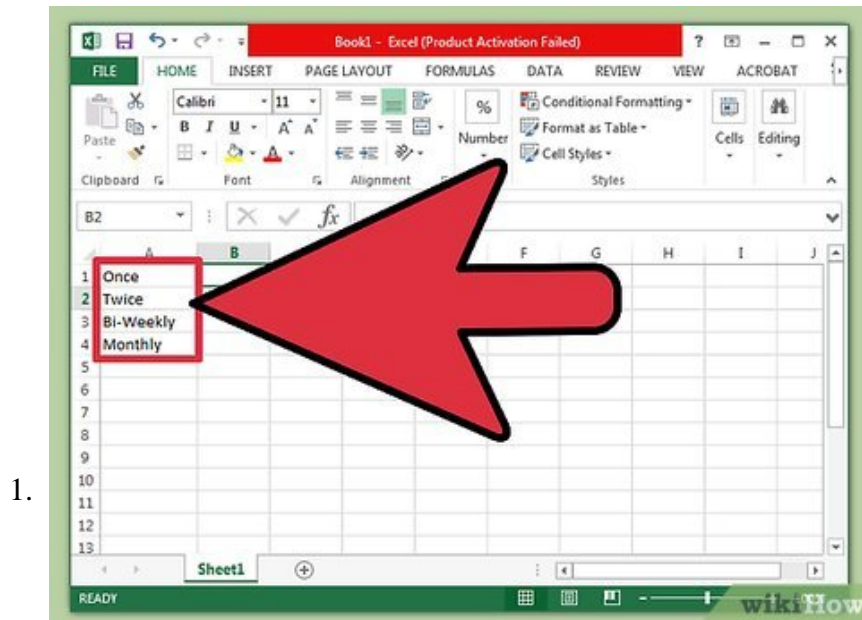 Book1 - Excel (Product Activation Failed)
FILE HOME INSERT PAGE LAYOUT FORMULAS DATA REVIEW VIEW ACROBAT
Calibri 11 % Conditional Formatting
Paste B I U A A Number Format as Table Cells Editing
Cell Styles
Clipboard Font Alignment Styles
B2 fx
A B F G H I J
1 Once
2 Twice
3 Bi-Weekly
4 Monthly
5
6
7
8
9
1. 10
11
12
13
Sheet1
READY
wikiHow